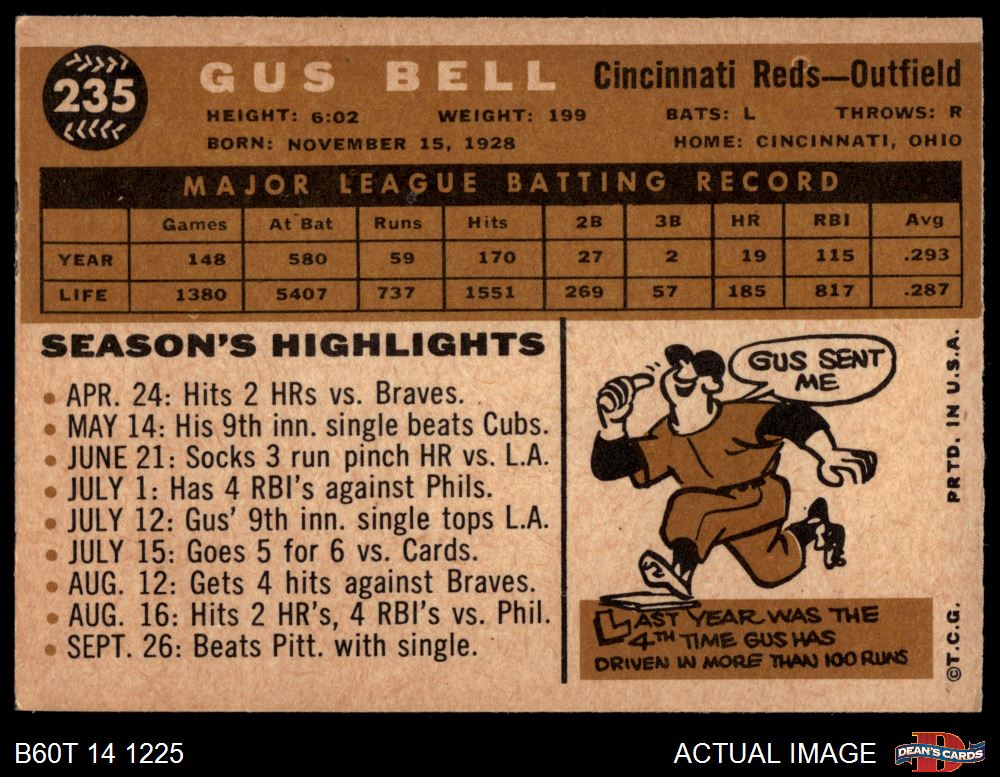 235
GUS BELL
Cincinnati Reds—Outfield
HEIGHT: 6:02 WEIGHT: 199 BATS: L THROWS: R
BORN: NOVEMBER 15, 1928 HOME: CINCINNATI, OHIO
MAJOR LEAGUE BATTING RECORD
Games At Bat Runs Hits 2B 3B HR RBI Avg
YEAR 148 580 59 170 27 2 19 115 .293
LIFE 1380 5407 737 1551 269 57 185 817 .287
SEASON'S HIGHLIGHTS
• APR. 24: Hits 2 HRs vs. Braves.
• MAY 14: His 9th inn. single beats Cubs.
• JUNE 21: Socks 3 run pinch HR vs. L.A.
• JULY 1: Has 4 RBI's against Phils.
• JULY 12: Gus' 9th inn. single tops L.A.
• JULY 15: Goes 5 for 6 vs. Cards.
• AUG. 12: Gets 4 hits against Braves.
• AUG. 16: Hits 2 HR's, 4 RBI's vs. Phil.
• SEPT. 26: Beats Pitt. with single.
GUS SENT
ME
LAST YEAR WAS THE
4TH TIME GUS HAS
DRIVEN IN MORE THAN 100 RUNS
©T.C.G. PRTD. IN U.S.A.
B60T 14 1225
ACTUAL IMAGE
D
DEAN'S CARDS